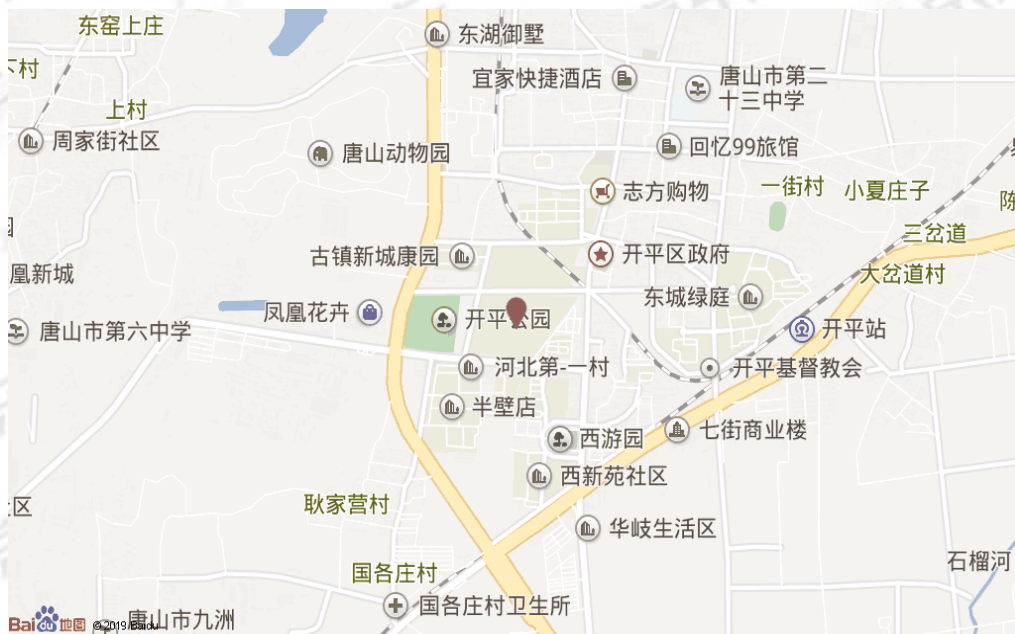 东窑上庄
东湖御墅
下村
宜家快捷酒店
唐山市第二
十三中学
上村
周家街社区
唐山动物园
回忆99旅馆
志方购物
一街村
小夏庄子
陈
三岔道
古镇新城康园
开平区政府
凰新城
大岔道村
东城绿庭
凤凰花卉
开平公园
唐山市第六中学
开平站
河北第-一村
开平基督教会
半壁店
七街商业楼
西游园
西新苑社区
耿家营村
区
华岐生活区
石榴河
国各庄村
国各庄村卫生所
唐山市九洲
Bai du 地图 © 2019 Baidu